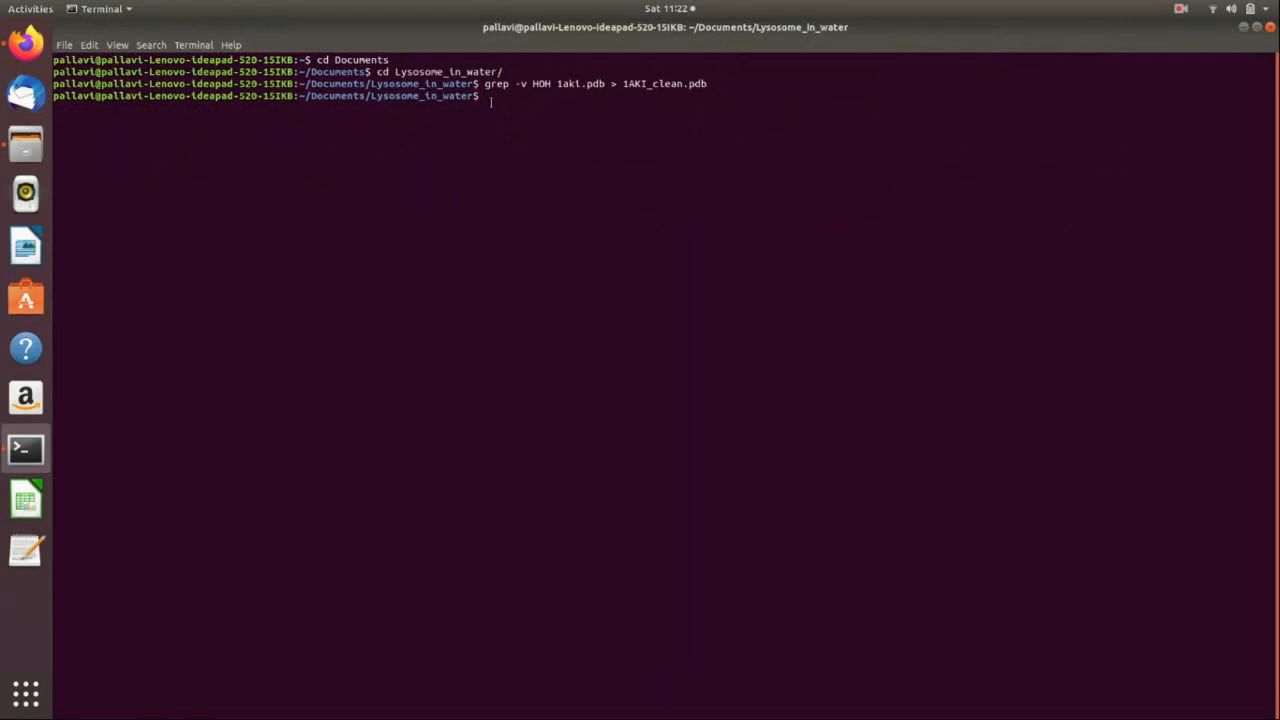 Activities Terminal Sat 11:22
pallavi@pallavi-Lenovo-ideapad-520-15IKB: ~/Documents/Lysosome_in_water
File Edit View Search Terminal Help
pallavi@pallavi-Lenovo-ideapad-520-15IKB:~$ cd Documents
pallavi@pallavi-Lenovo-ideapad-520-15IKB:~/Documents$ cd Lysosome_in_water/
pallavi@pallavi-Lenovo-ideapad-520-15IKB:~/Documents/Lysosome_in_water$ grep -v HOH 1aki.pdb > 1AKI_clean.pdb
pallavi@pallavi-Lenovo-ideapad-520-15IKB:~/Documents/Lysosome_in_water$